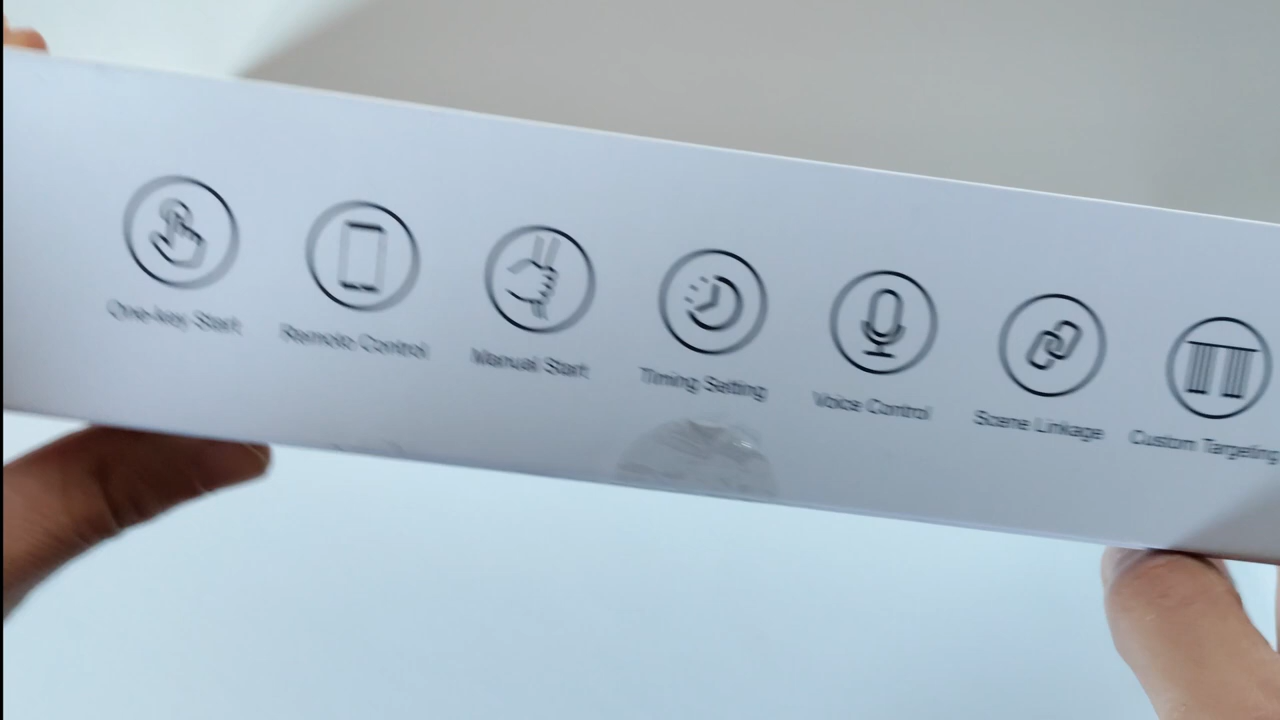 One-key Start
Remote Control
Manual Start
Timing Setting
Voice Control
Scene Linkage
Custom Targeting